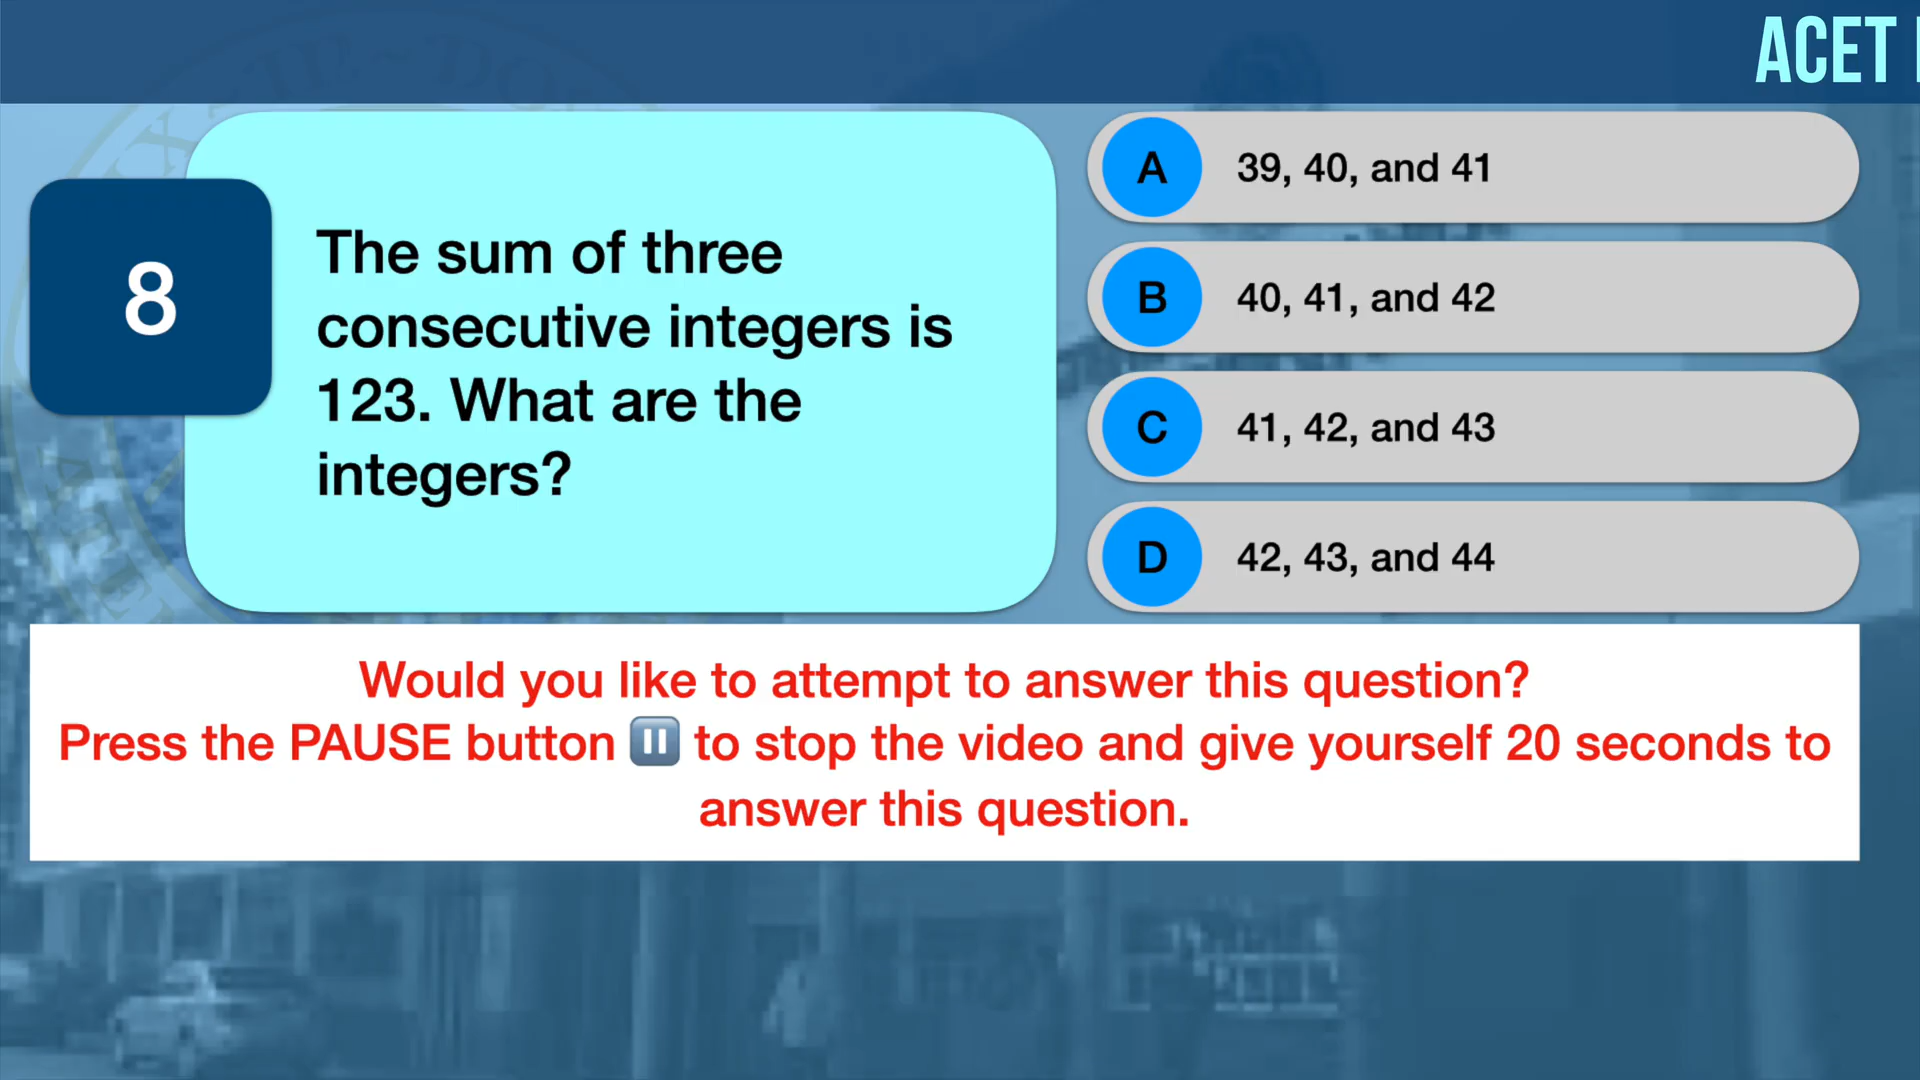 ACET
8
The sum of three
consecutive integers is
123. What are the
integers?
A 39, 40, and 41
B 40, 41, and 42
C 41, 42, and 43
D 42, 43, and 44
Would you like to attempt to answer this question?
Press the PAUSE button ⏸ to stop the video and give yourself 20 seconds to
answer this question.